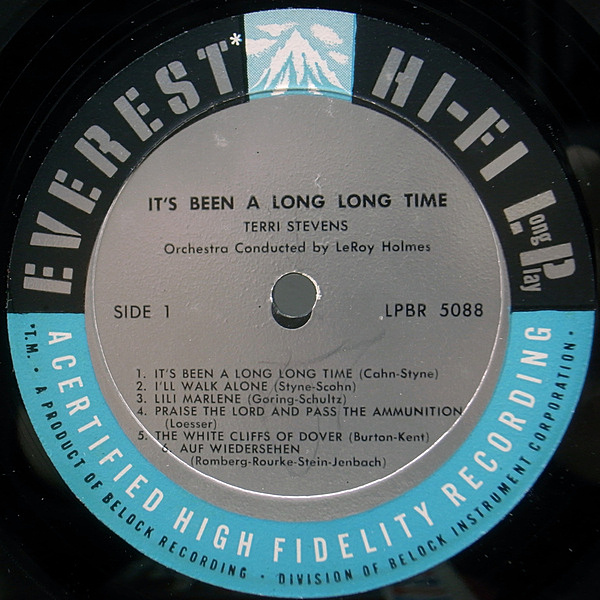 EVEREST*
HI-FI Long Play
IT'S BEEN A LONG LONG TIME
TERRI STEVENS
Orchestra Conducted by LeRoy Holmes
SIDE 1
LPBR 5088
1. IT'S BEEN A LONG LONG TIME (Cahn-Styne)
2. I'LL WALK ALONE (Styne-Scahn)
3. LILI MARLENE (Goring-Schultz)
4. PRAISE THE LORD AND PASS THE AMMUNITION
(Loesser)
5. THE WHITE CLIFFS OF DOVER (Burton-Kent)
6. AUF WIEDERSEHEN
(Romberg-Rourke-Stein-Jenbach)
A CERTIFIED HIGH FIDELITY RECORDING
*T.M. • A PRODUCT OF BELOCK RECORDING • DIVISION OF BELOCK INSTRUMENT CORPORATION •